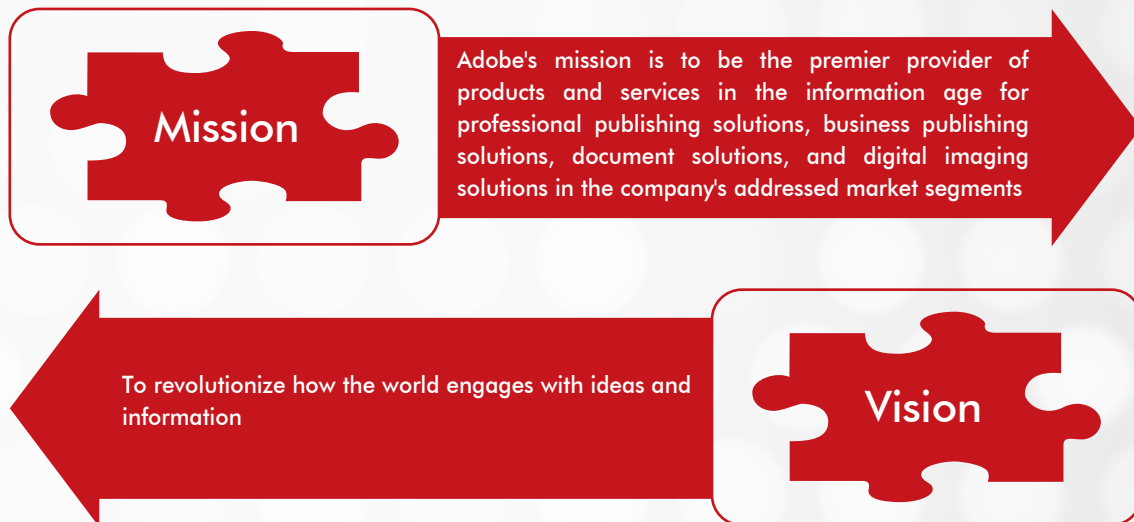 Mission
Adobe's mission is to be the premier provider of
products and services in the information age for
professional publishing solutions, business publishing
solutions, document solutions, and digital imaging
solutions in the company's addressed market segments
To revolutionize how the world engages with ideas and
information
Vision